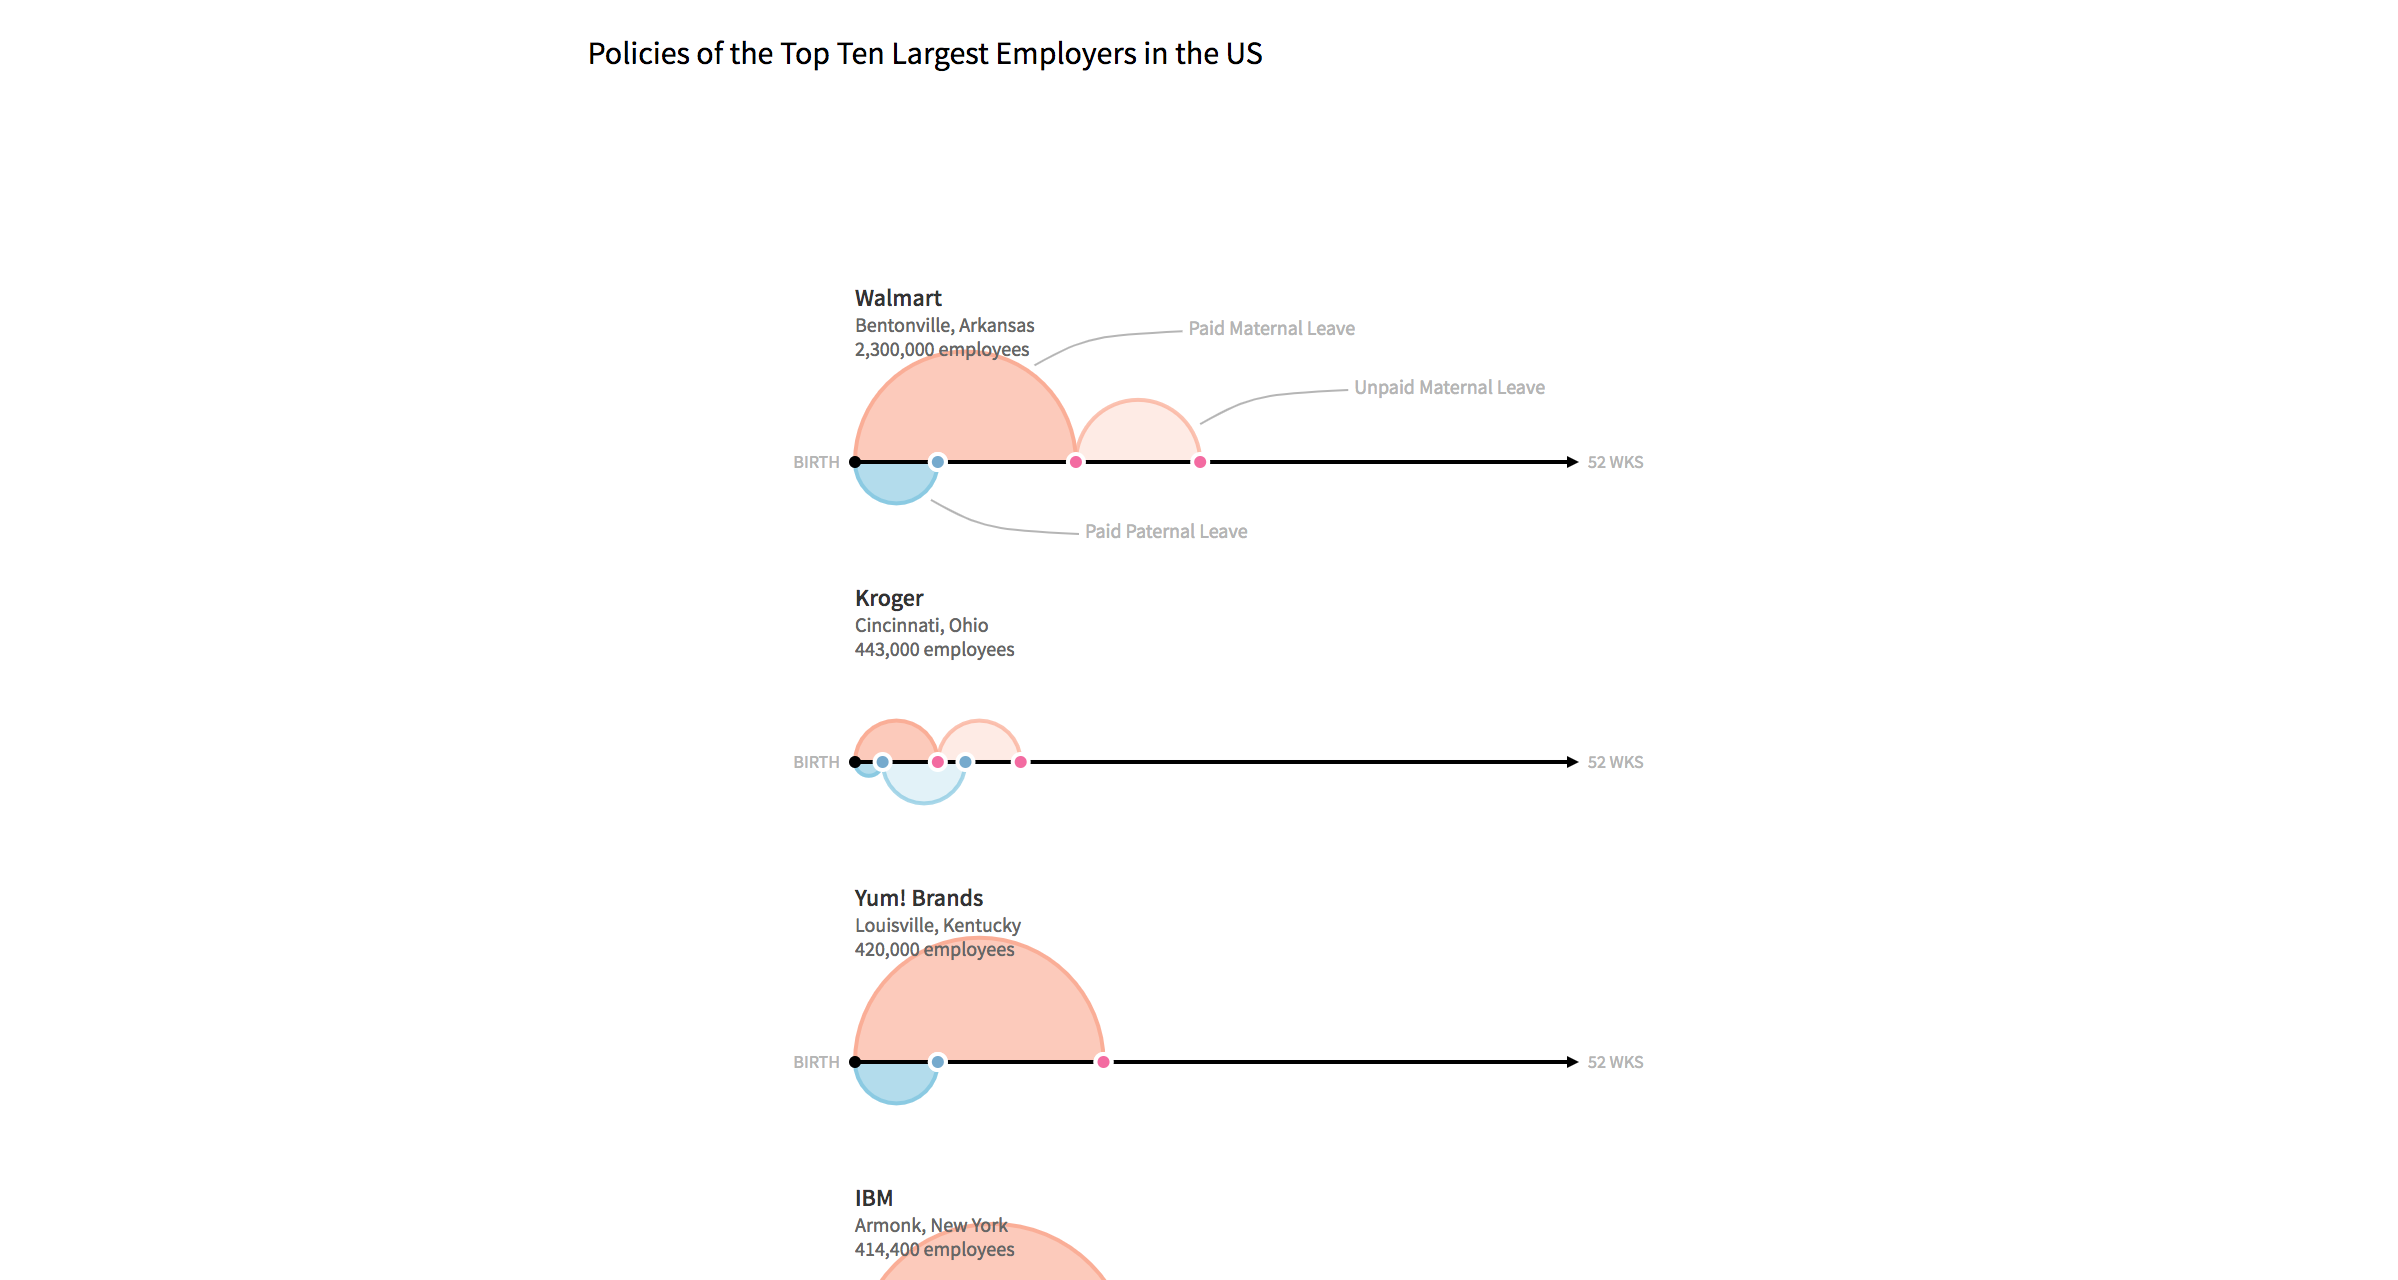 Policies of the Top Ten Largest Employers in the US
Walmart
Bentonville, Arkansas
2,300,000 employees
Paid Maternal Leave
Unpaid Maternal Leave
BIRTH
52 WKS
Paid Paternal Leave
Kroger
Cincinnati, Ohio
443,000 employees
BIRTH
52 WKS
Yum! Brands
Louisville, Kentucky
420,000 employees
BIRTH
52 WKS
IBM
Armonk, New York
414,400 employees